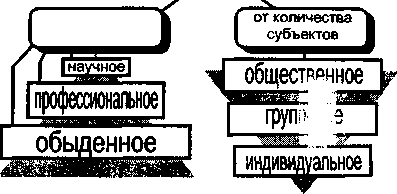 от количества
субъектов
научное
профессиональное
обыденное
общественное
индивидуальное